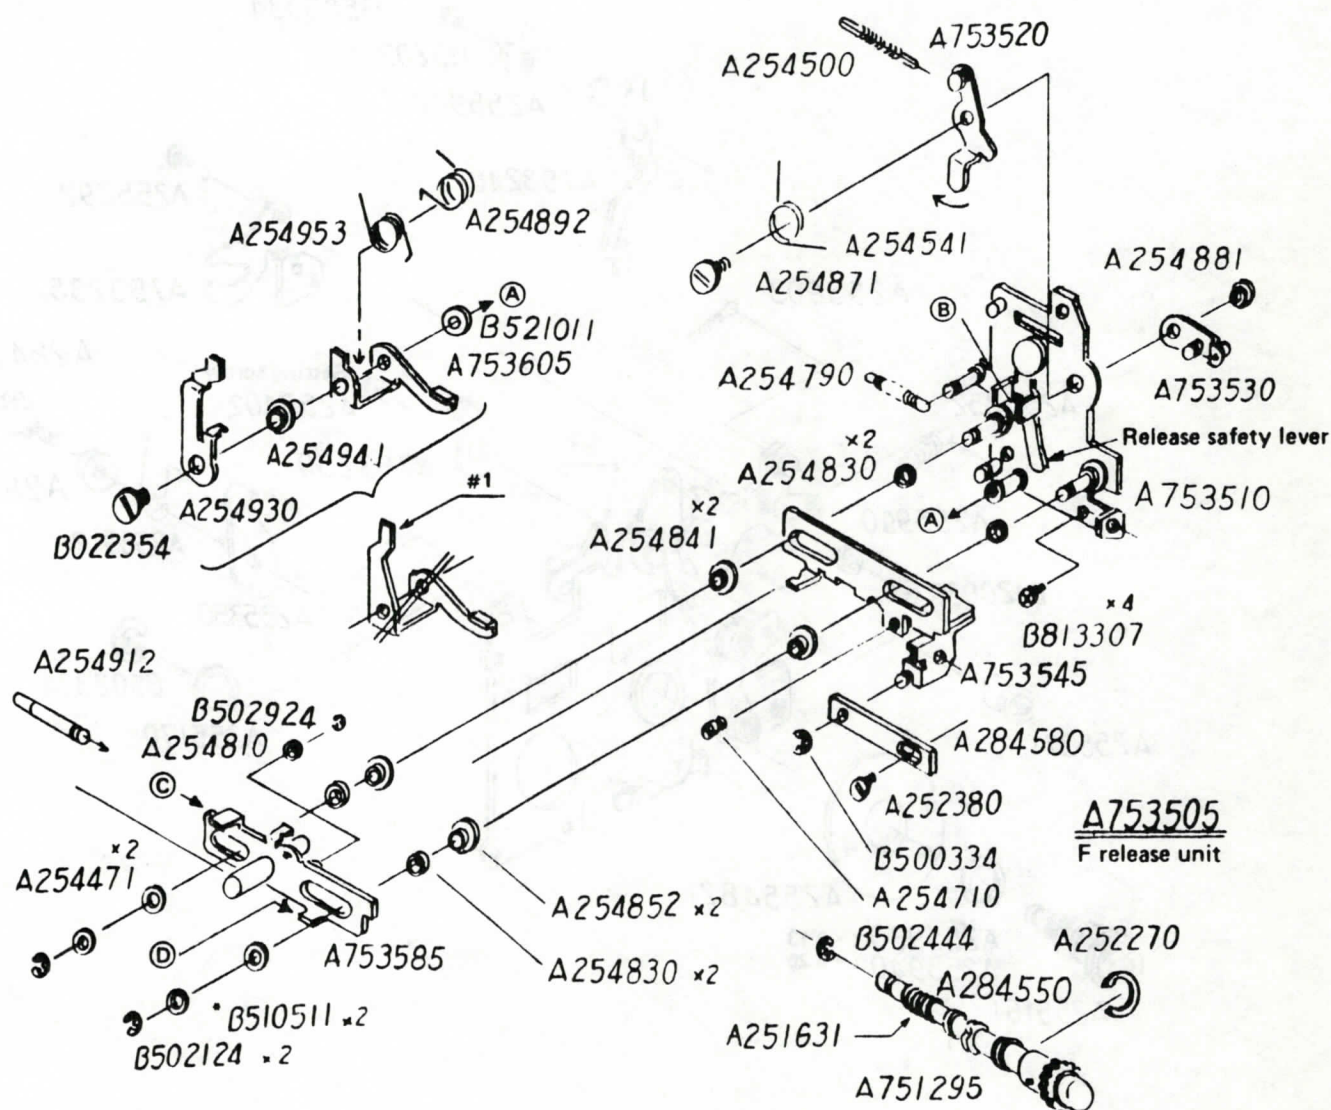 A753520
A254500
A254953
A254892
A254541
A254871
A254881
Ⓐ
B521011
A753605
Ⓑ
A254790
A753530
A254941
×2
A254830
Release safety lever
A254930
#1
×2
A254841
Ⓐ
A753510
B022354
×4
B813307
A254912
A753545
B502924
A254810
A284580
Ⓒ
A252380
A753505
F release unit
×2
A254471
B500334
A254852 ×2
A254710
Ⓓ
A753585
B502444
A252270
A254830 ×2
A284550
*B510511 ×2
A251631
B502124 ×2
A751295